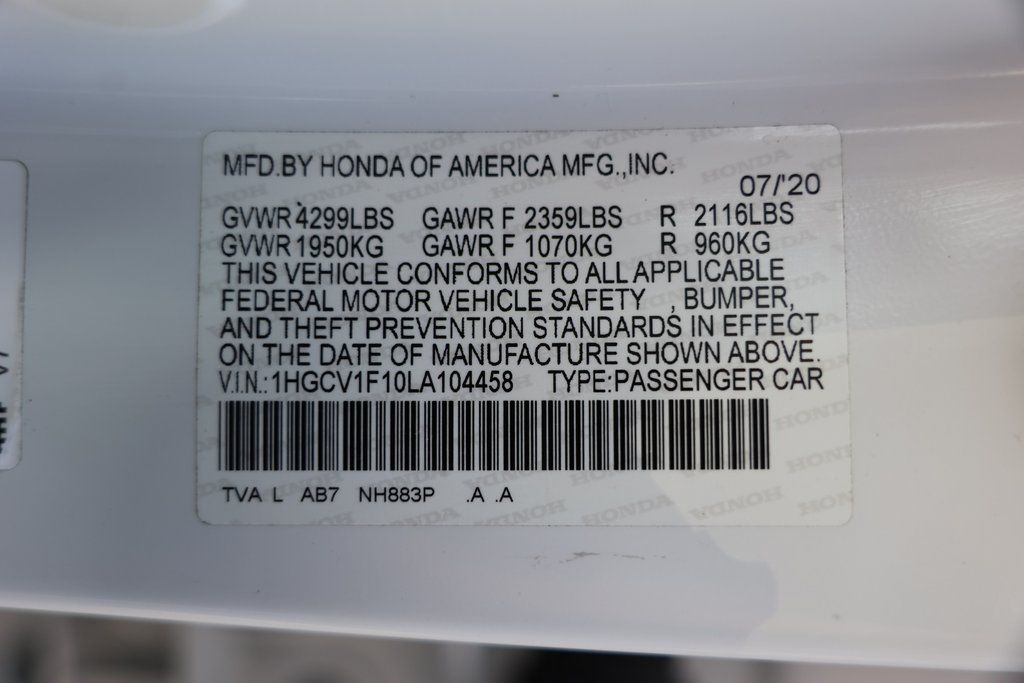 MFD.BY HONDA OF AMERICA MFG.,INC.
07/'20
GVWR 4299LBS GAWR F 2359LBS R 2116LBS
GVWR 1950KG GAWR F 1070KG R 960KG
THIS VEHICLE CONFORMS TO ALL APPLICABLE
FEDERAL MOTOR VEHICLE SAFETY , BUMPER,
AND THEFT PREVENTION STANDARDS IN EFFECT
ON THE DATE OF MANUFACTURE SHOWN ABOVE.
V.I.N.:1HGCV1F10LA104458 TYPE:PASSENGER CAR
TVA L AB7 NH883P .A .A